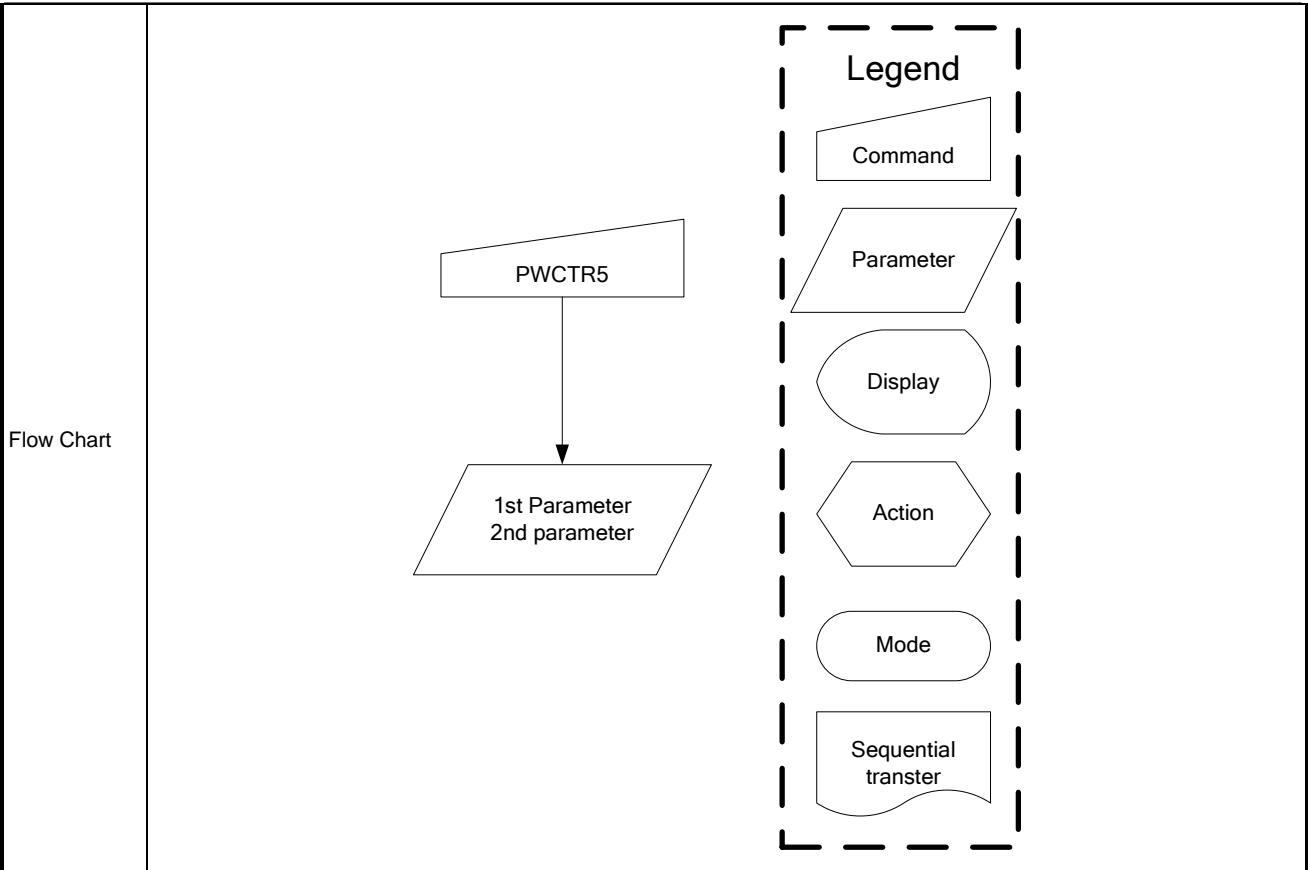 Flow Chart
PWCTR5
1st Parameter
2nd parameter
Legend
Command
Parameter
Display
Action
Mode
Sequential
transter